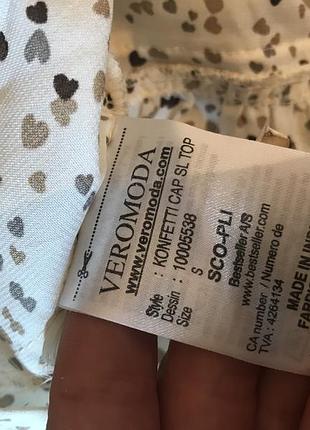 VEROMODA
www.veromoda.com
Style : KONFETTI CAP SL TOP
Dessin : 10005538
Size : S
SCO-PLI
Bestseller A/S
www.bestseller.com
CA number / Numero de
TVA : 4264134
MADE IN